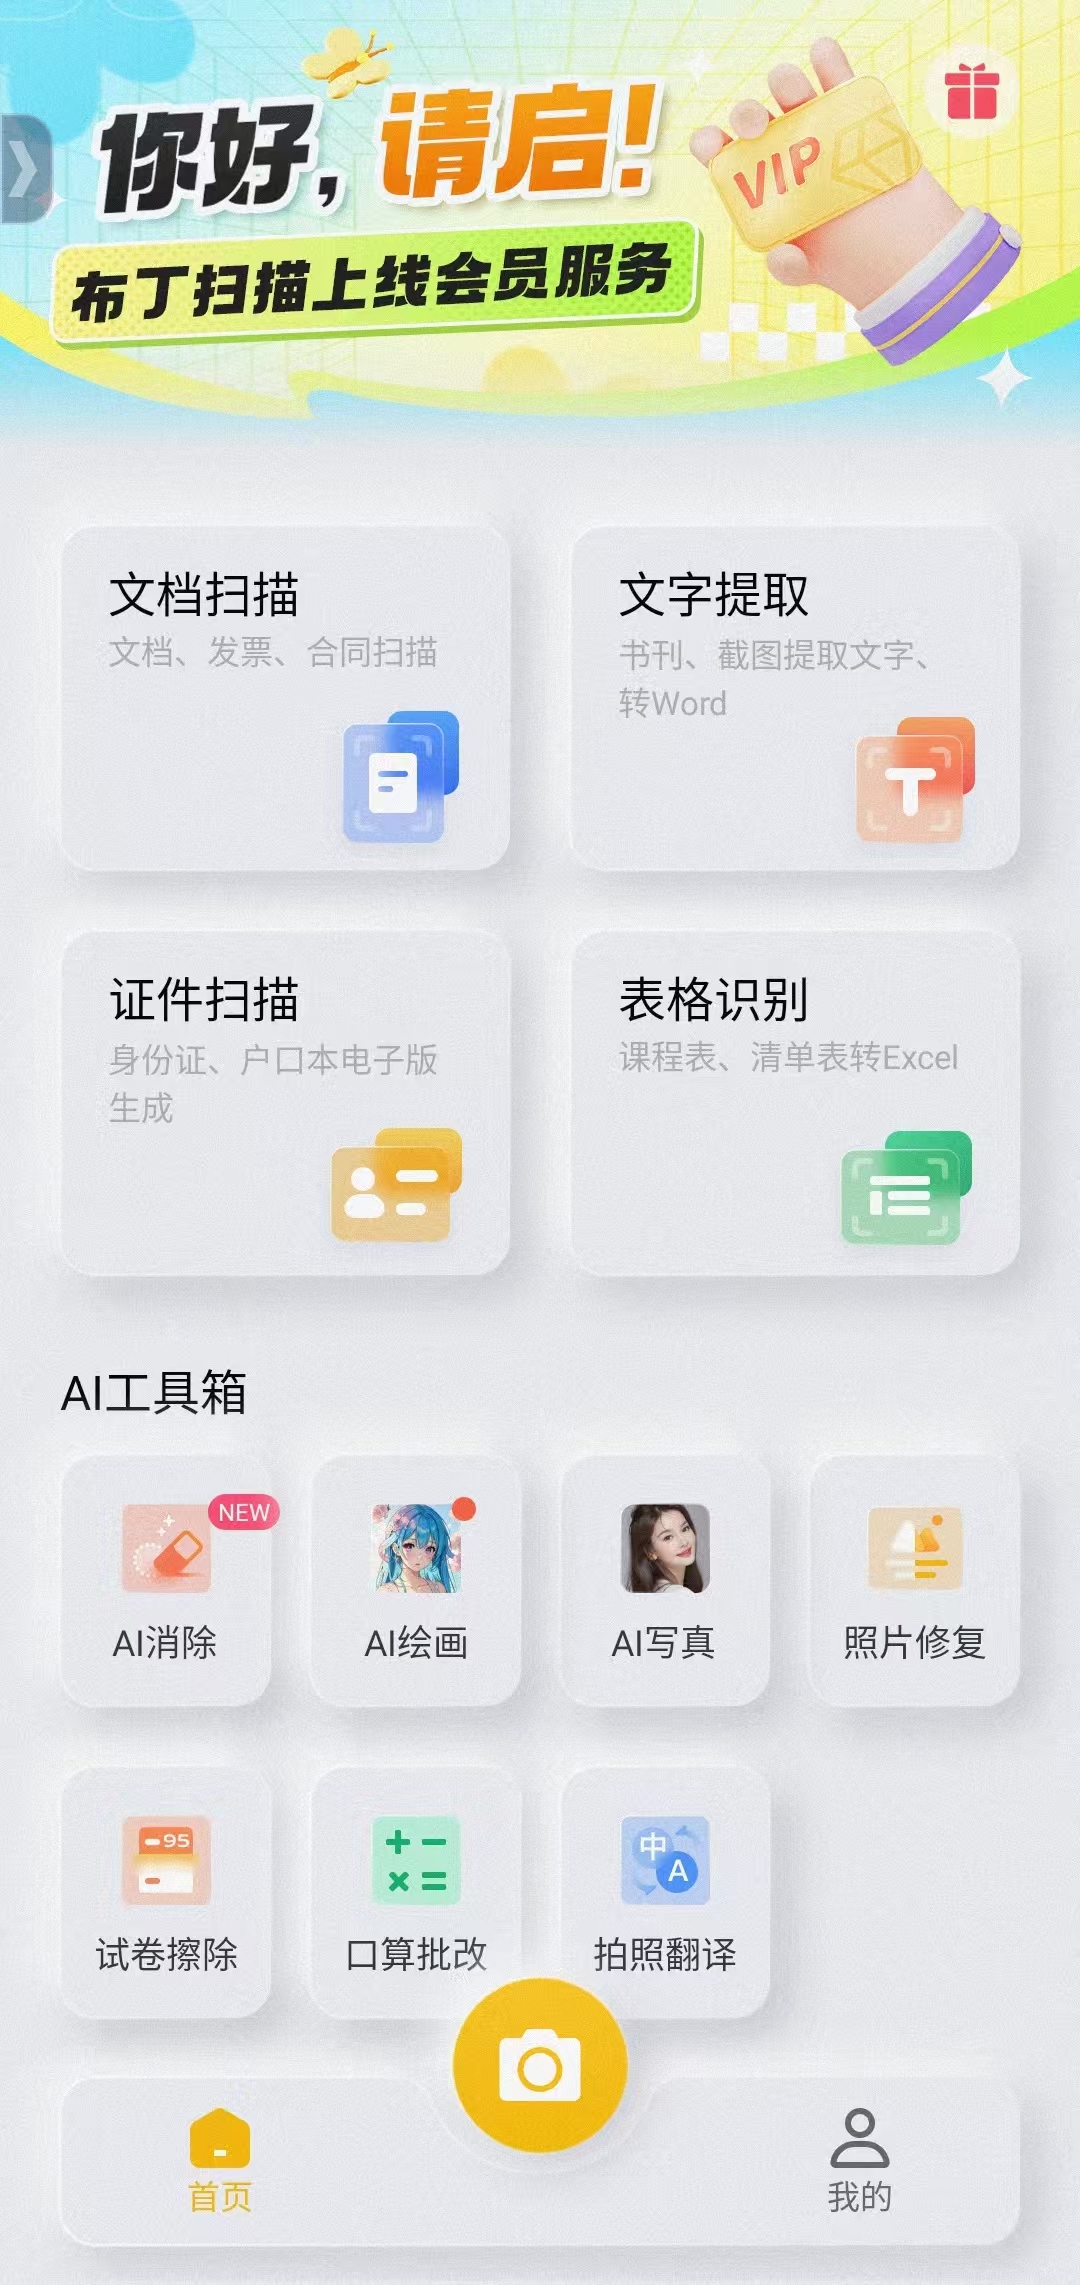 你好,请启!
VIP
布丁扫描上线会员服务
文档扫描
文档、发票、合同扫描
文字提取
书刊、截图提取文字、
转Word
证件扫描
身份证、户口本电子版
生成
表格识别
课程表、清单表转Excel
AI工具箱
NEW
AI消除
AI绘画
AI写真
照片修复
95
试卷擦除
口算批改
中
A
拍照翻译
首页
我的